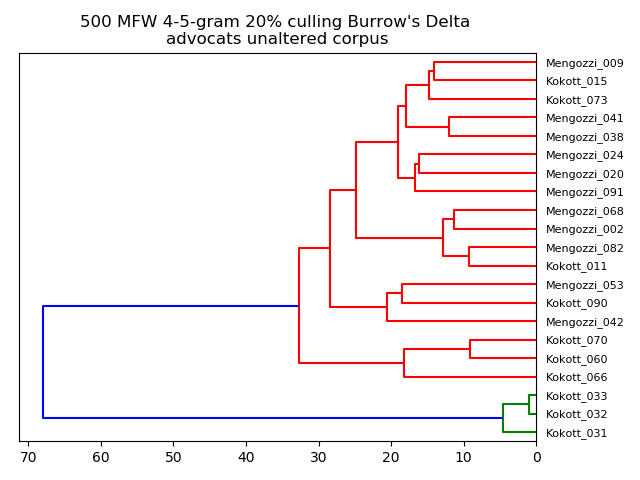 500 MFW 4-5-gram 20% culling Burrow's Delta
advocats unaltered corpus
Mengozzi_009
Kokott_015
Kokott_073
Mengozzi_041
Mengozzi_038
Mengozzi_024
Mengozzi_020
Mengozzi_091
Mengozzi_068
Mengozzi_002
Mengozzi_082
Kokott_011
Mengozzi_053
Kokott_090
Mengozzi_042
Kokott_070
Kokott_060
Kokott_066
Kokott_033
Kokott_032
Kokott_031
70 60 50 40 30 20 10 0